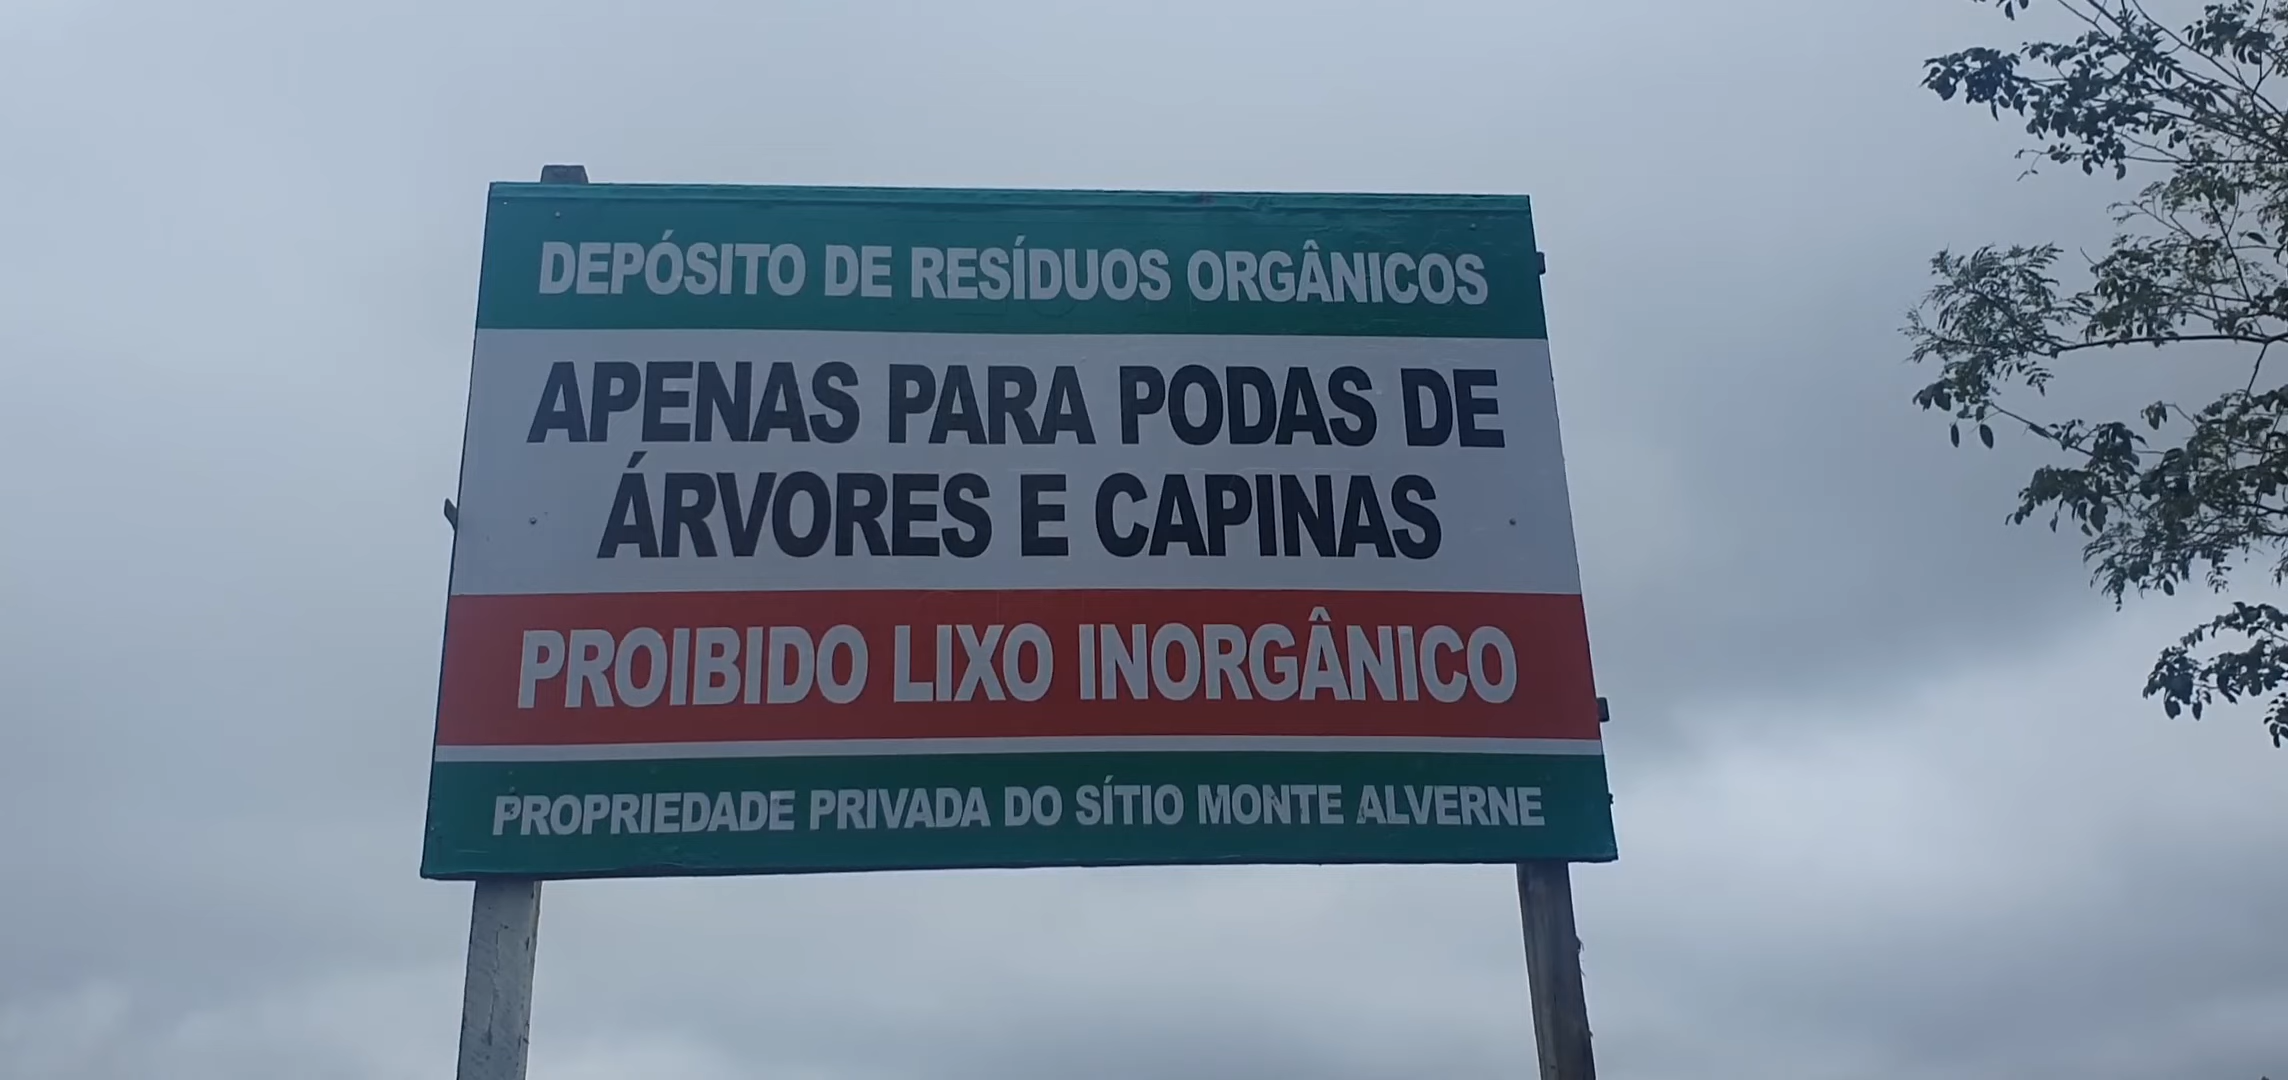 DEPÓSITO DE RESÍDUOS ORGÂNICOS
APENAS PARA PODAS DE
ÁRVORES E CAPINAS
PROIBIDO LIXO INORGÂNICO
PROPRIEDADE PRIVADA DO SÍTIO MONTE ALVERNE